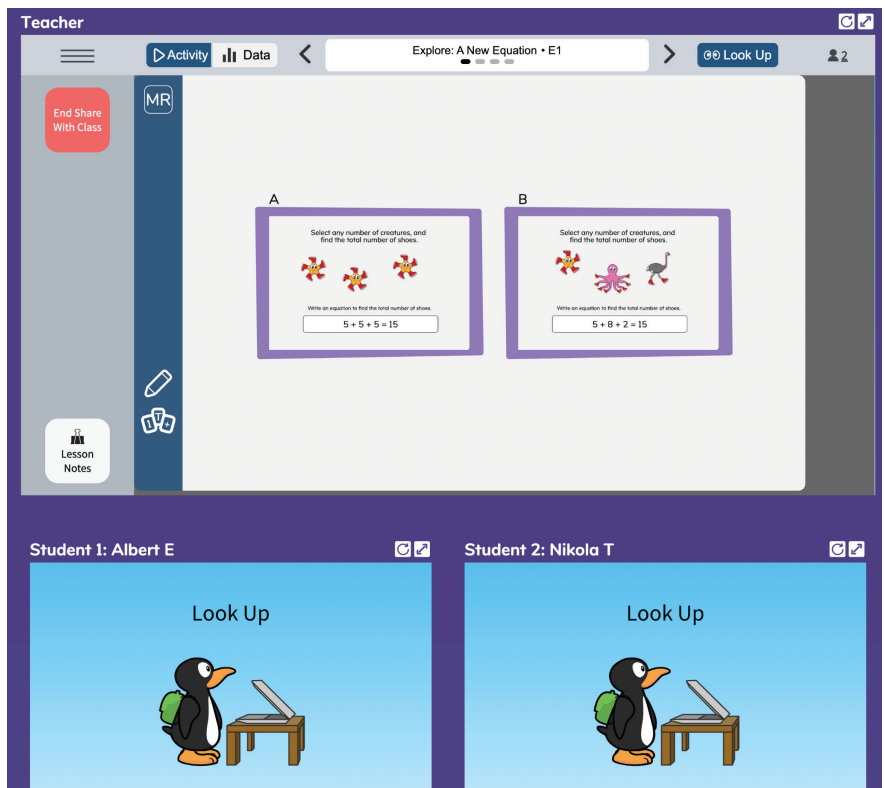 Teacher
Activity
Data
Explore: A New Equation • E1
Look Up
2
End Share
With Class
MR
A
Select any number of creatures, and
find the total number of shoes.
Write an equation to find the total number of shoes.
5 + 5 + 5 = 15
B
Select any number of creatures, and
find the total number of shoes.
Write an equation to find the total number of shoes.
5 + 8 + 2 = 15
1 T +
Lesson
Notes
Student 1: Albert E
Look Up
Student 2: Nikola T
Look Up